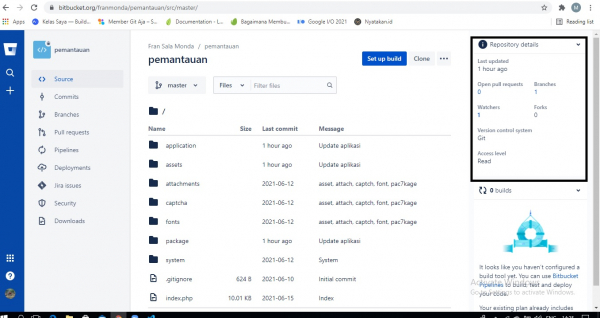 bitbucket.org/franmonda/pemantauan/src/master/
Apps
Kelas Saya — Bangki...
Member Git Aja – S...
Documentation - L...
Bagaimana Membu...
Google I/O 2021
Nyatakan.id
Reading list
pemantauan
Source
Commits
Branches
Pull requests
Pipelines
Deployments
Jira issues
Security
Downloads
Fran Sala Monda / pemantauan
pemantauan
Set up build
Clone
master
Files
Filter files
/
Name Size Last commit Message
application 1 hour ago Update aplikasi
assets 1 hour ago Update aplikasi
attachments 2021-06-12 asset, attach, captch, font, pac7kage
captcha 2021-06-12 asset, attach, captch, font, pac7kage
fonts 2021-06-12 asset, attach, captch, font, pac7kage
package 1 hour ago Update aplikasi
system 2021-06-12 System
.gitignore 624 B 2021-06-10 Initial commit
index.php 10.01 KB 2021-06-15 Index
Repository details
Last updated
1 hour ago
Open pull requests Branches
0 1
Watchers Forks
1 0
Version control system
Git
Access level
Read
0 builds
It looks like you haven't configured a
build tool yet. You can use Bitbucket
Pipelines to build, test and deploy
your code.
Your existing plan already includes
Activate Windows
Go to Settings to activate Windows.
ENG